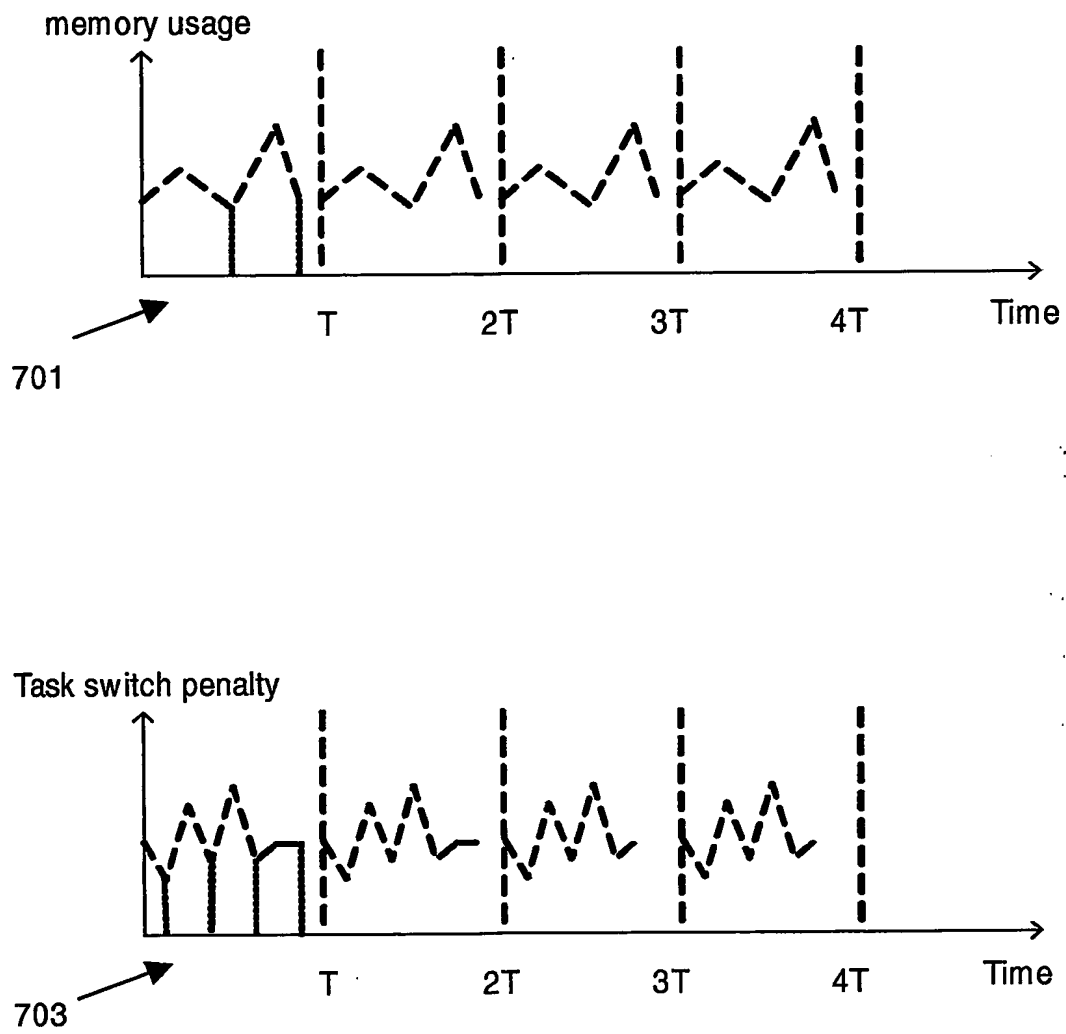 memory usage
T 2T 3T 4T Time
701
Task switch penalty
T 2T 3T 4T Time
703